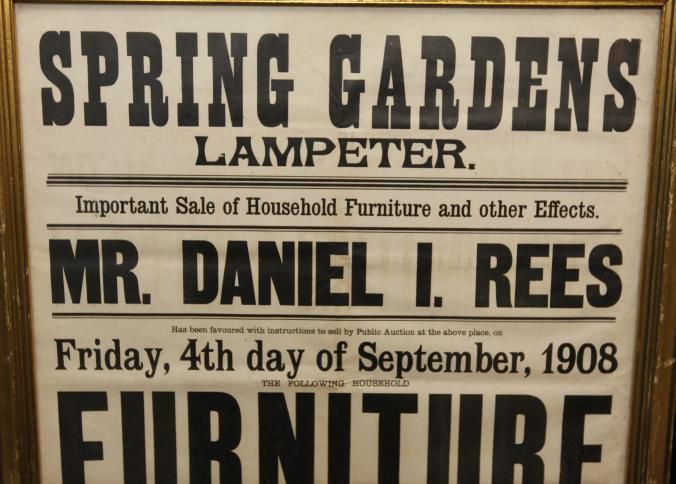 SPRING GARDENS
LAMPETER.
Important Sale of Household Furniture and other Effects.
MR. DANIEL I. REES
Has been favoured with instructions to sell by Public Auction at the above place, on
Friday, 4th day of September, 1908
THE FOLLOWING HOUSEHOLD
FURNITURE